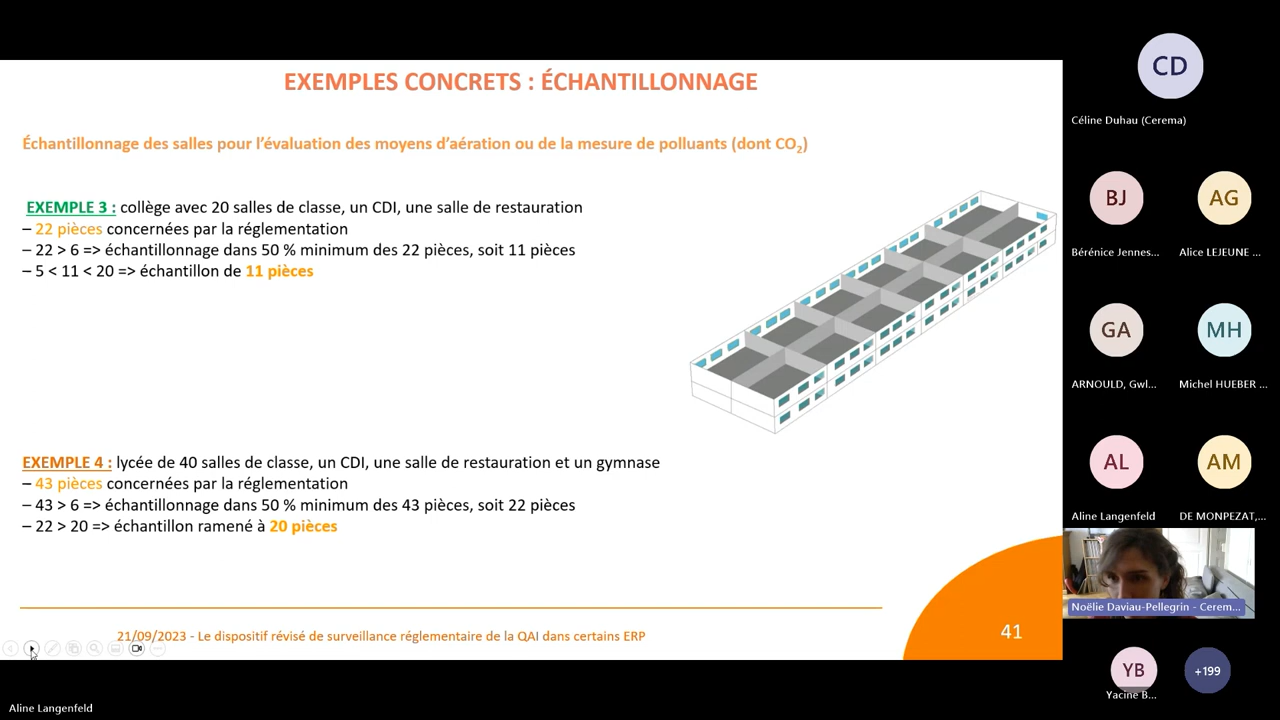 EXEMPLES CONCRETS : ÉCHANTILLONNAGE
Échantillonnage des salles pour l'évaluation des moyens d'aération ou de la mesure de polluants (dont CO₂)
EXEMPLE 3 : collège avec 20 salles de classe, un CDI, une salle de restauration
– 22 pièces concernées par la réglementation
– 22 > 6 => échantillonnage dans 50 % minimum des 22 pièces, soit 11 pièces
– 5 < 11 < 20 => échantillon de 11 pièces
EXEMPLE 4 : lycée de 40 salles de classe, un CDI, une salle de restauration et un gymnase
– 43 pièces concernées par la réglementation
– 43 > 6 => échantillonnage dans 50 % minimum des 43 pièces, soit 22 pièces
– 22 > 20 => échantillon ramené à 20 pièces
21/09/2023 - Le dispositif révisé de surveillance réglementaire de la QAI dans certains ERP
41
Aline Langenfeld
CD
Céline Duhau (Cerema)
BJ
AG
Bérénice Jennes...
Alice LEJEUNE ...
GA
MH
ARNOULD, Gwl...
Michel HUEBER ...
AL
AM
Aline Langenfeld
DE MONPEZAT,...
Noëlie Daviau-Pellegrin - Cerem...
YB
+199
Yacine B...